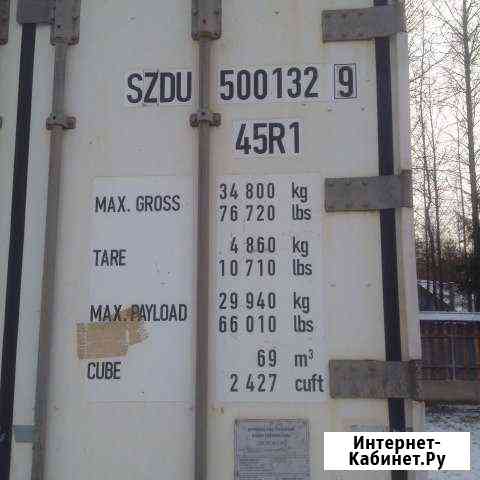 SZDU 500132 9
45R1
MAX. GROSS 34 800 kg
76 720 lbs
TARE 4 860 kg
10 710 lbs
MAX. PAYLOAD 29 940 kg
66 010 lbs
CUBE 69 m³
2 427 cuft
Интернет-
Кабинет.Ру